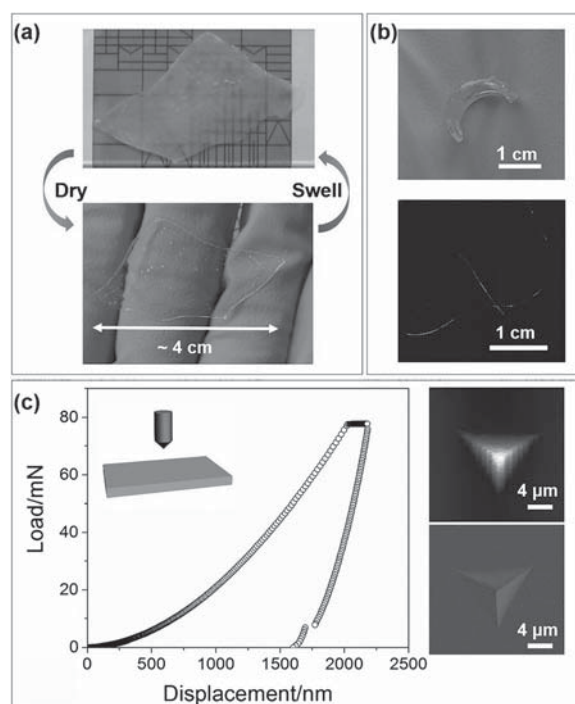 (a)
Dry
Swell
~ 4 cm
(b)
1 cm
1 cm
(c)
Load/mN
80
60
40
20
0
0
500
1000
1500
2000
2500
Displacement/nm
4 µm
4 µm